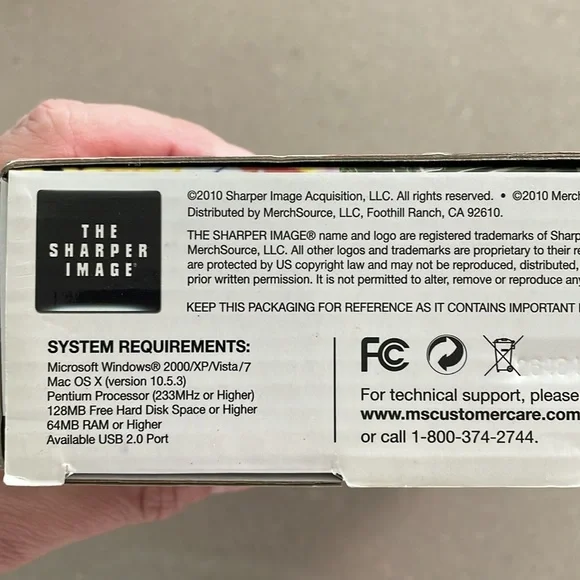 THE
SHARPER
IMAGE®
©2010 Sharper Image Acquisition, LLC. All rights reserved. • ©2010 Merch
Distributed by MerchSource, LLC, Foothill Ranch, CA 92610.
THE SHARPER IMAGE® name and logo are registered trademarks of Sharp
MerchSource, LLC. All other logos and trademarks are proprietary to their re
are protected by US copyright law and may not be reproduced, distributed,
prior written permission. It is not permitted to alter, remove or reproduce any
KEEP THIS PACKAGING FOR REFERENCE AS IT CONTAINS IMPORTANT
SYSTEM REQUIREMENTS:
Microsoft Windows® 2000/XP/Vista/7
Mac OS X (version 10.5.3)
Pentium Processor (233MHz or Higher)
128MB Free Hard Disk Space or Higher
64MB RAM or Higher
Available USB 2.0 Port
FC
For technical support, please
www.mscustomercare.com
or call 1-800-374-2744.